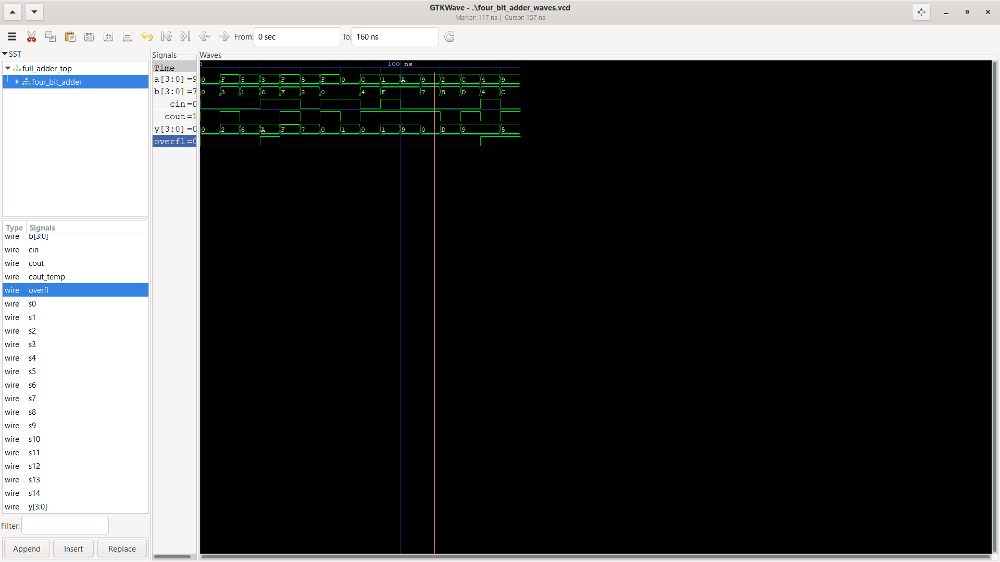 GTKWave - .\four_bit_adder_waves.vcd
Marker: 117 ns | Cursor: 157 ns
From: 0 sec To: 160 ns
SST
full_adder_top
four_bit_adder
Type Signals
wire b[3:0]
wire cin
wire cout
wire cout_temp
wire overfl
wire s0
wire s1
wire s2
wire s3
wire s4
wire s5
wire s6
wire s7
wire s8
wire s9
wire s10
wire s11
wire s12
wire s13
wire s14
wire y[3:0]
Filter:
Append Insert Replace
Signals
Time
a[3:0]=9
b[3:0]=7
cin=0
cout=1
y[3:0]=0
overfl=0
Waves
0 100 ns
0 F 5 3 F 5 F 0 C 1 A 9 2 C 4 9
0 3 1 6 F 2 0 4 F 7 B D 4 C
0 2 6 A F 7 0 1 0 1 9 0 D 9 5